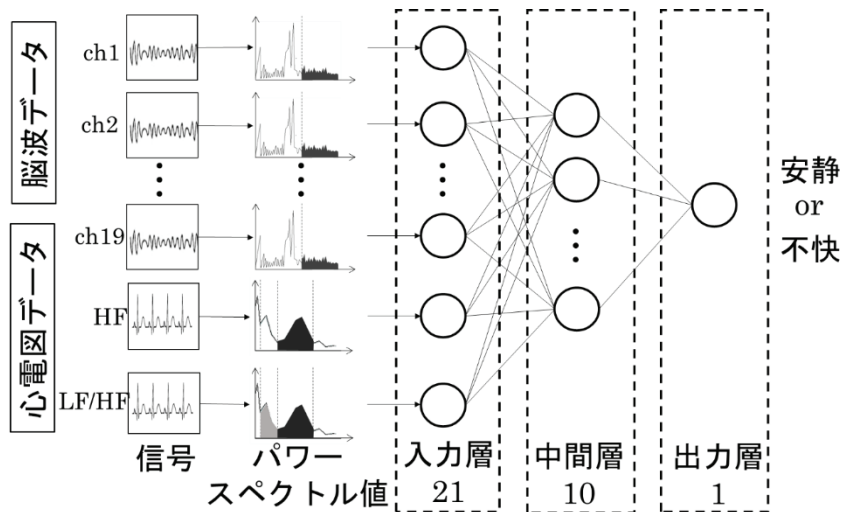 脳波データ
心電図データ
ch1
ch2
ch19
HF
LF/HF
信号
パワー
スペクトル値
入力層
21
中間層
10
出力層
1
安静
or
不快